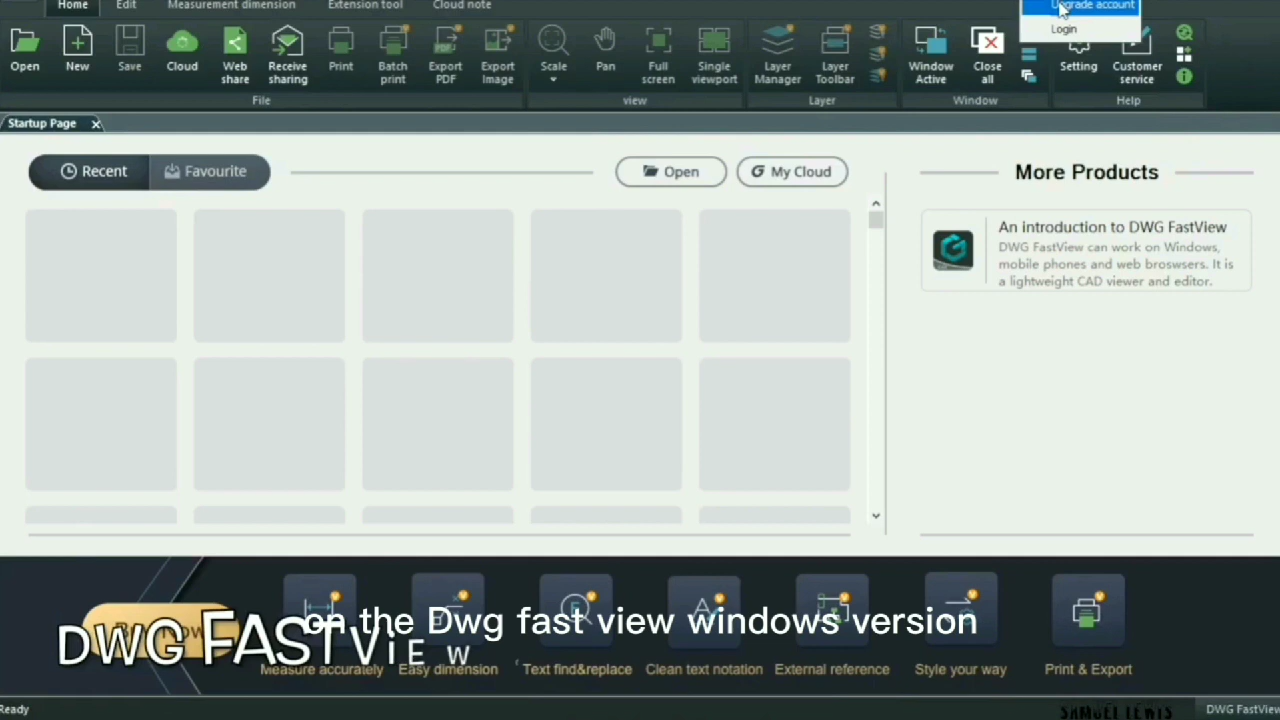 Home Edit Measurement dimension Extension tool Cloud note
Upgrade account
Login
Open New Save Cloud Web share Receive sharing Print Batch print Export PDF Export Image Scale Pan Full screen Single viewport Layer Manager Layer Toolbar Window Active Close all Setting Customer service
File view Layer Window Help
Startup Page
Recent Favourite Open My Cloud
More Products
An introduction to DWG FastView
DWG FastView can work on Windows,
mobile phones and web broswsers. It is
a lightweight CAD viewer and editor.
on the Dwg fast view windows version
DWG FASTVIEW
Measure accurately Easy dimension Text find&replace Clean text notation External reference Style your way Print & Export
Ready
SAMUEL LEWIS
DWG FastView